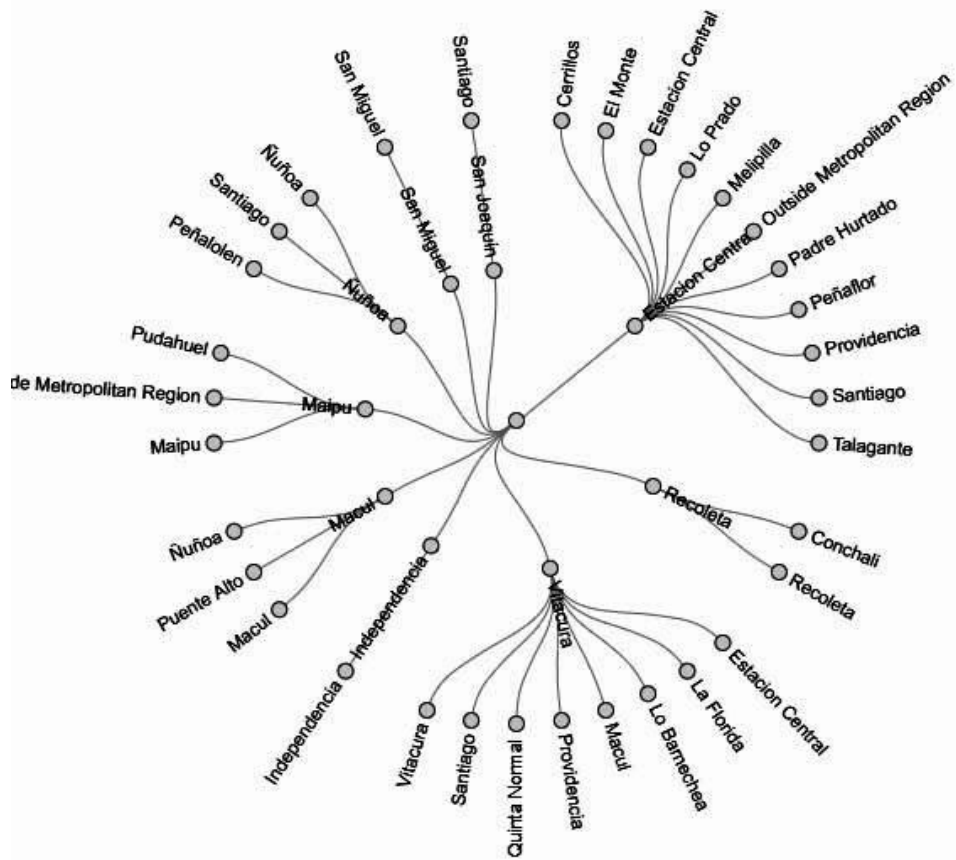 Cerrillos
El Monte
Estacion Central
Lo Prado
Melipilla
Outside Metropolitan Region
Padre Hurtado
Peñaflor
Providencia
Santiago
Talagante
Estacion Central
Recoleta
Conchali
Recoleta
Vitacura
Estacion Central
La Florida
Lo Barnechea
Macul
Providencia
Quinta Normal
Santiago
Vitacura
Independencia
Independencia
Macul
Macul
Puente Alto
Ñuñoa
Maipu
Maipu
de Metropolitan Region
Pudahuel
Ñuñoa
Peñalolen
Santiago
Ñuñoa
San Miguel
San Miguel
San Joaquin
Santiago